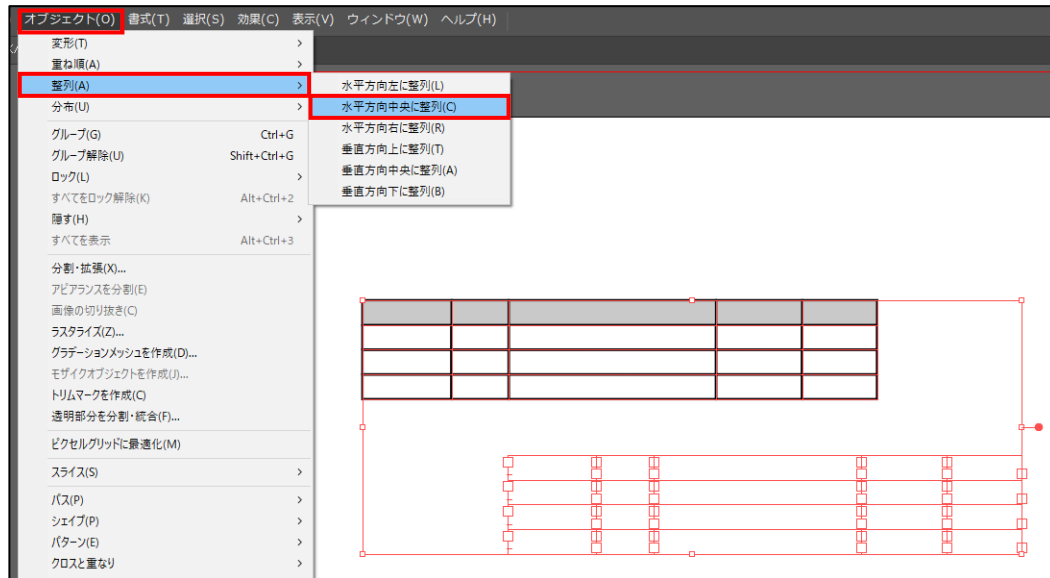 オブジェクト(O) 書式(T) 選択(S) 効果(C) 表示(V) ウィンドウ(W) ヘルプ(H)
変形(T) >
重ね順(A) >
整列(A) >
分布(U) >
グループ(G) Ctrl+G
グループ解除(U) Shift+Ctrl+G
ロック(L) >
すべてをロック解除(K) Alt+Ctrl+2
隠す(H) >
すべてを表示 Alt+Ctrl+3
分割・拡張(X)...
アピアランスを分割(E)
画像の切り抜き(C)
ラスタライズ(Z)...
グラデーションメッシュを作成(D)...
モザイクオブジェクトを作成(J)...
トリムマークを作成(C)
透明部分を分割・統合(F)...
ピクセルグリッドに最適化(M)
スライス(S) >
パス(P) >
シェイプ(P) >
パターン(E) >
クロスと重なり >
水平方向左に整列(L)
水平方向中央に整列(C)
水平方向右に整列(R)
垂直方向上に整列(T)
垂直方向中央に整列(A)
垂直方向下に整列(B)